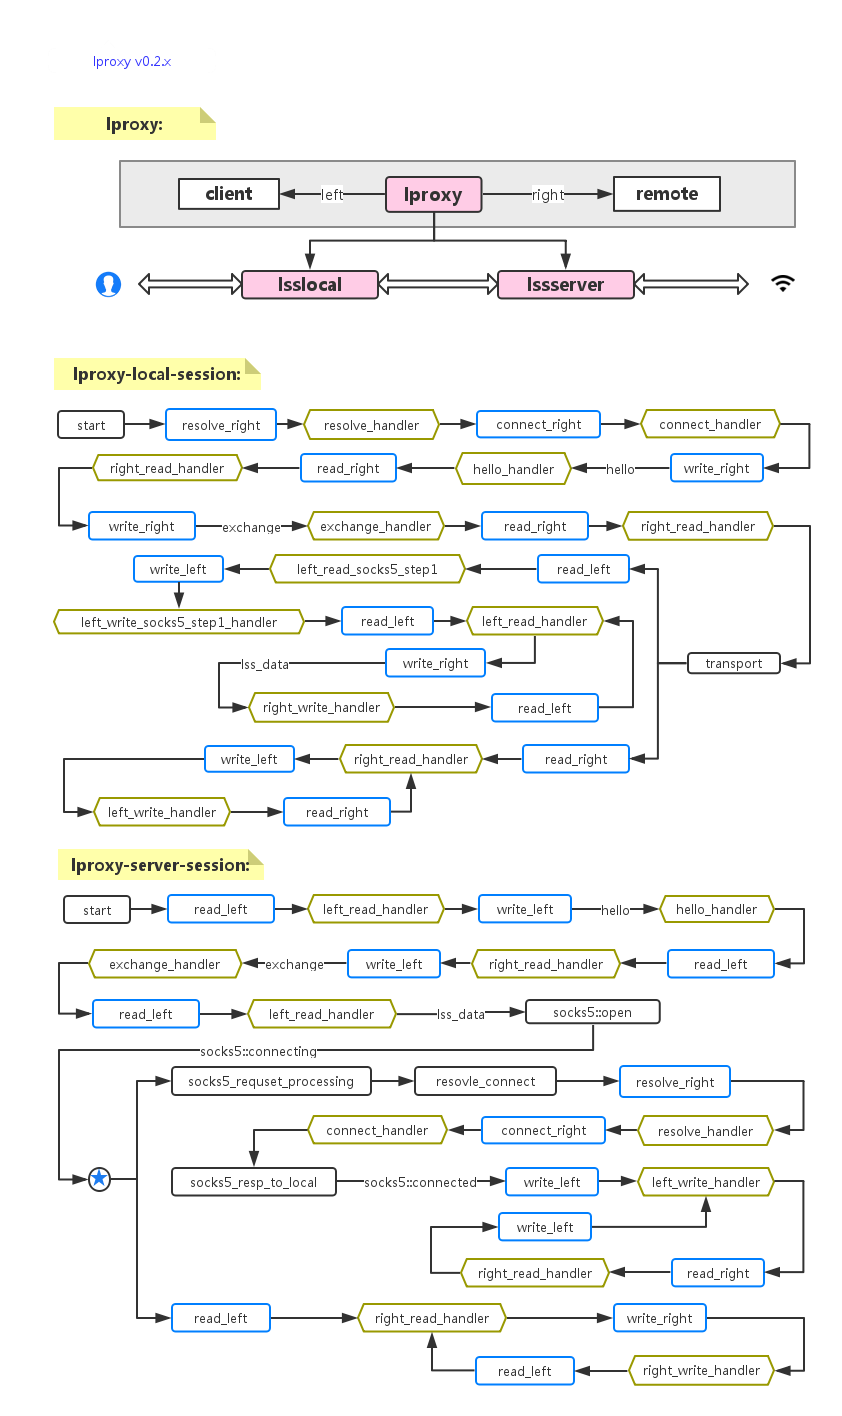 lproxy v0.2.x
lproxy:
client
left
lproxy
right
remote
lsslocal
lssserver
lproxy-local-session:
start
resolve_right
resolve_handler
connect_right
connect_handler
right_read_handler
read_right
hello_handler
hello
write_right
write_right
exchange
exchange_handler
read_right
right_read_handler
write_left
left_read_socks5_step1
read_left
left_write_socks5_step1_handler
read_left
left_read_handler
lss_data
write_right
transport
right_write_handler
read_left
write_left
right_read_handler
read_right
left_write_handler
read_right
lproxy-server-session:
start
read_left
left_read_handler
write_left
hello
hello_handler
exchange_handler
exchange
write_left
right_read_handler
read_left
read_left
left_read_handler
lss_data
socks5::open
socks5::connecting
socks5_requset_processing
resovle_connect
resolve_right
connect_handler
connect_right
resolve_handler
socks5_resp_to_local
socks5::connected
write_left
left_write_handler
write_left
right_read_handler
read_right
read_left
right_read_handler
write_right
read_left
right_write_handler